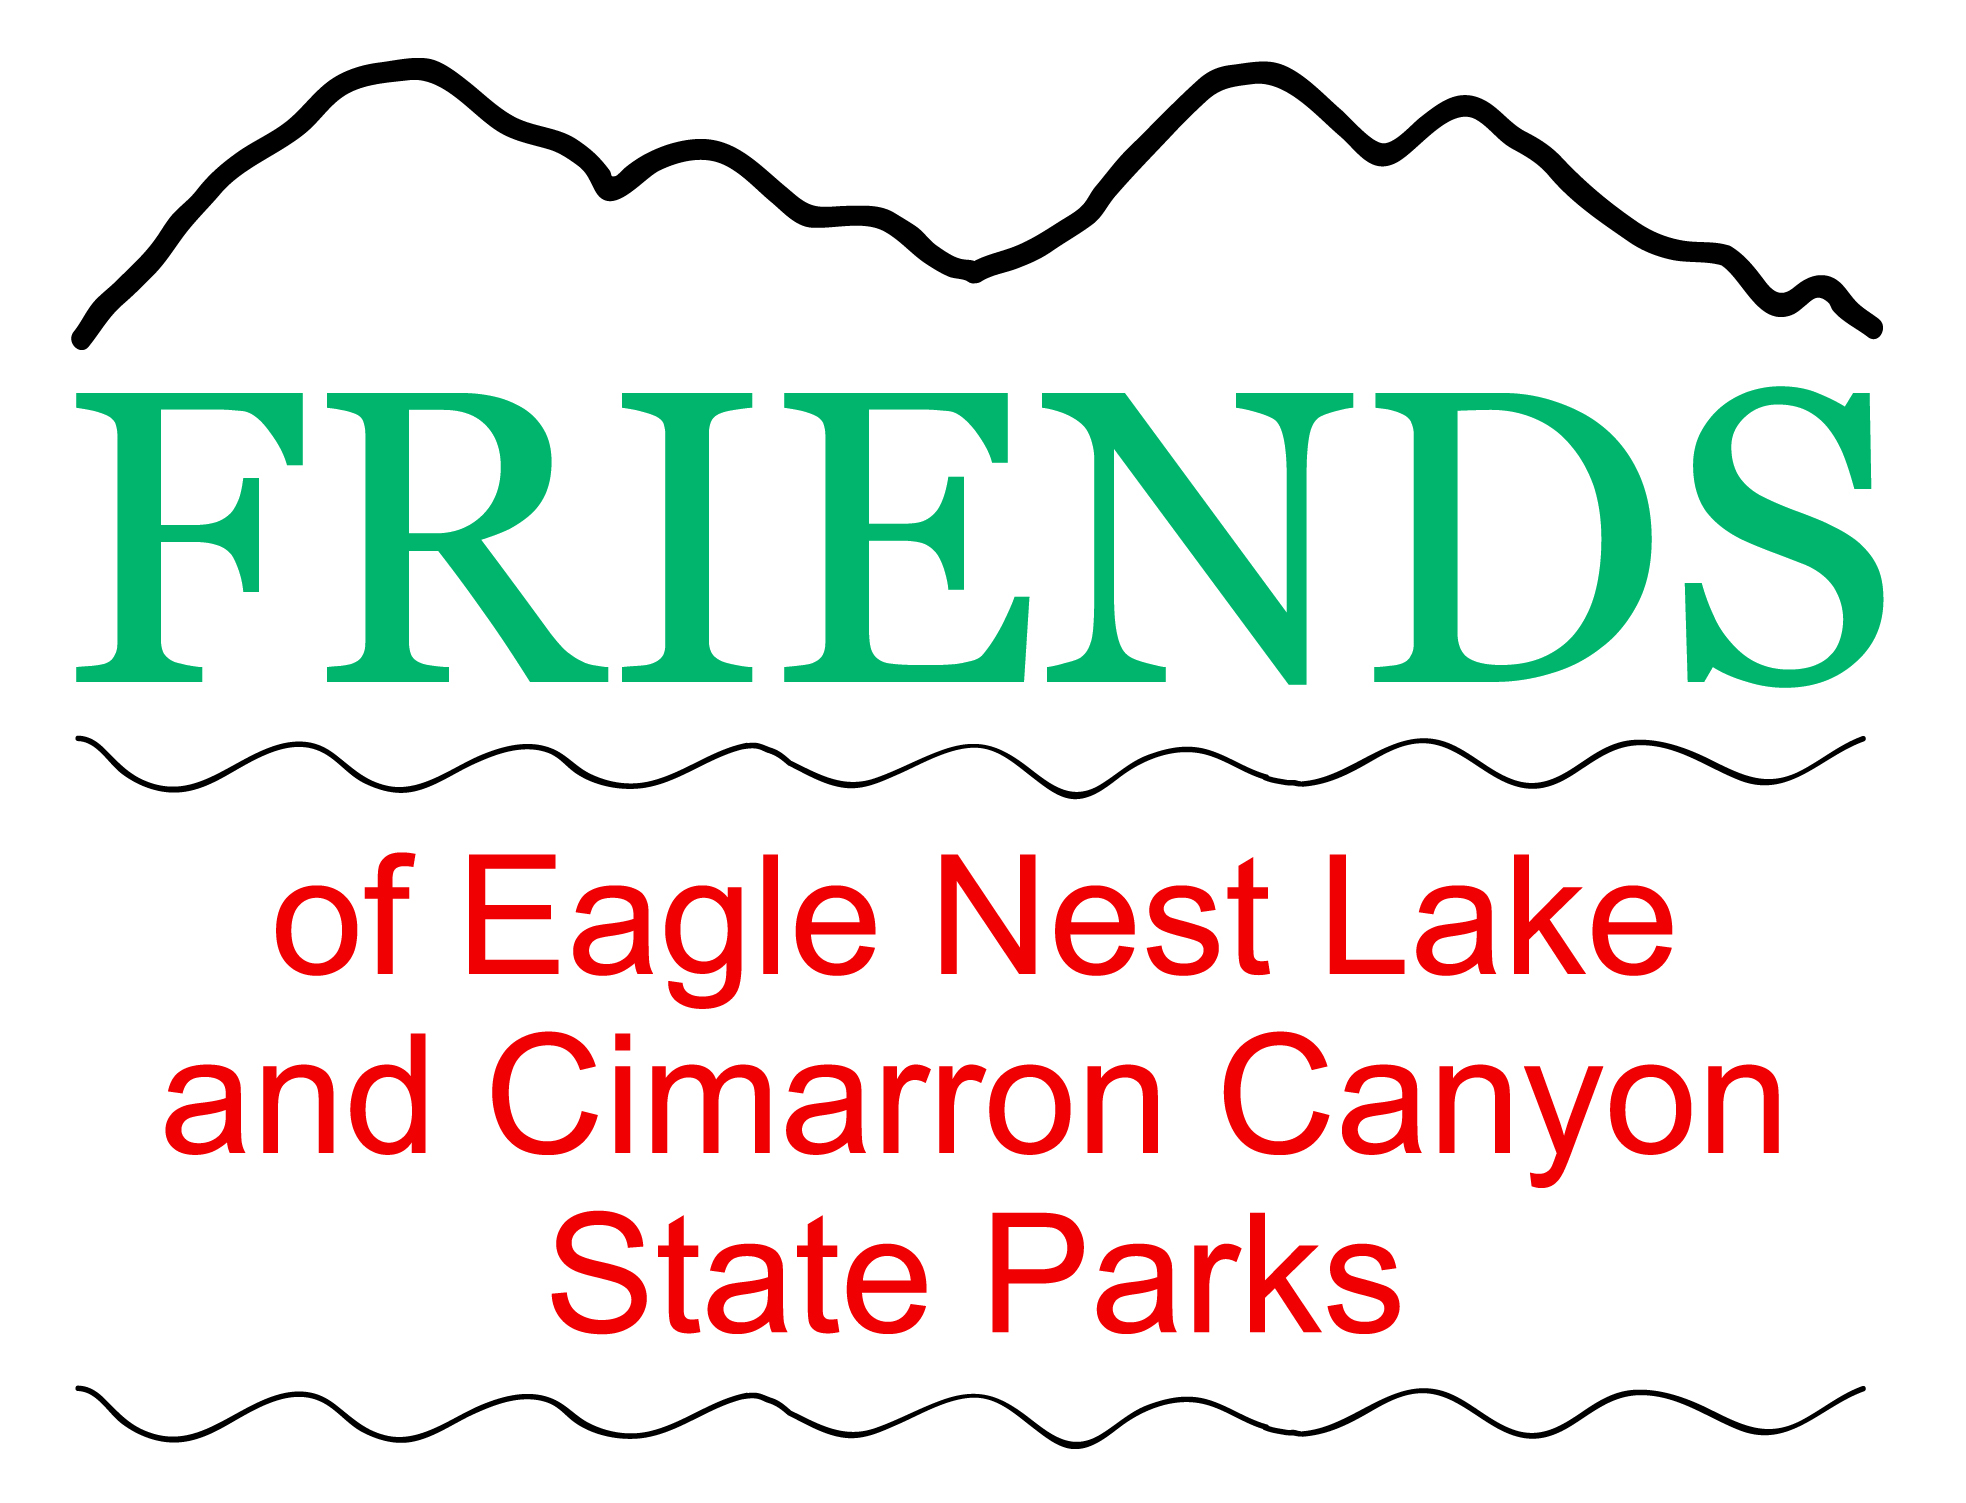 FRIENDS
of Eagle Nest Lake
and Cimarron Canyon
State Parks